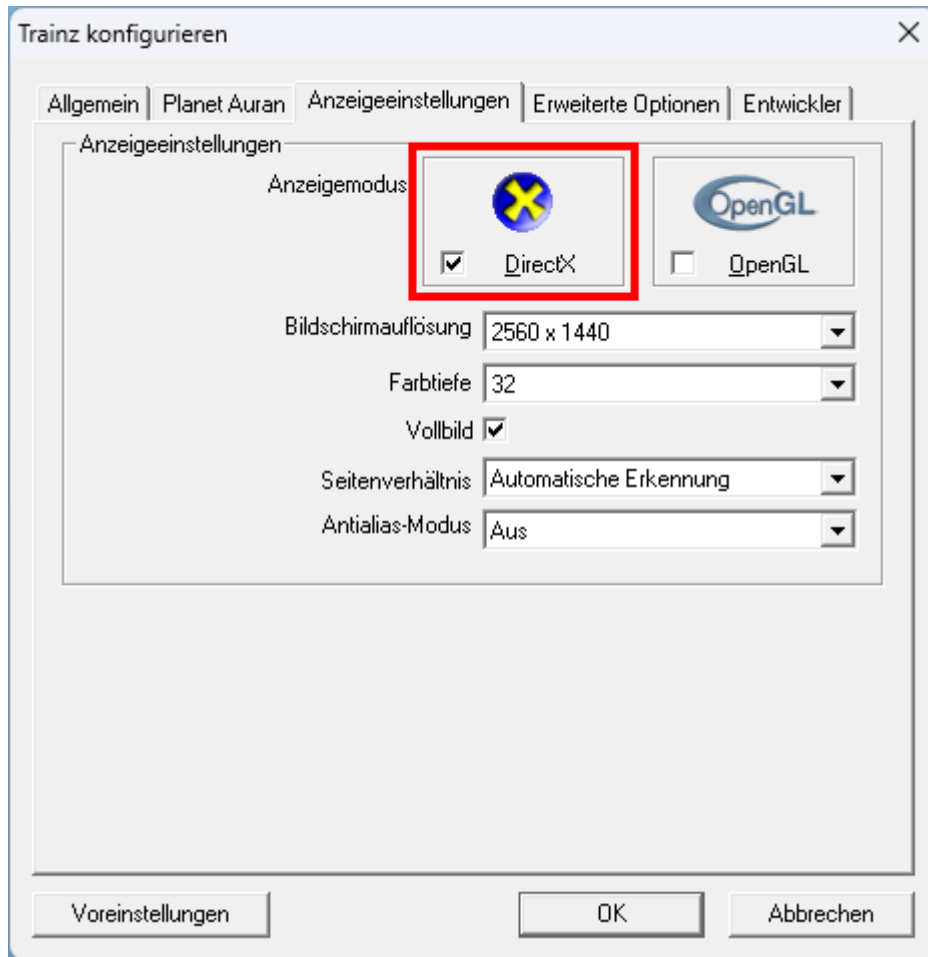 Trainz konfigurieren
Allgemein Planet Auran Anzeigeeinstellungen Erweiterte Optionen Entwickler
Anzeigeeinstellungen
Anzeigemodus
OpenGL
DirectX OpenGL
Bildschirmauflösung 2560 x 1440
Farbtiefe 32
Vollbild
Seitenverhältnis Automatische Erkennung
Antialias-Modus Aus
Voreinstellungen OK Abbrechen